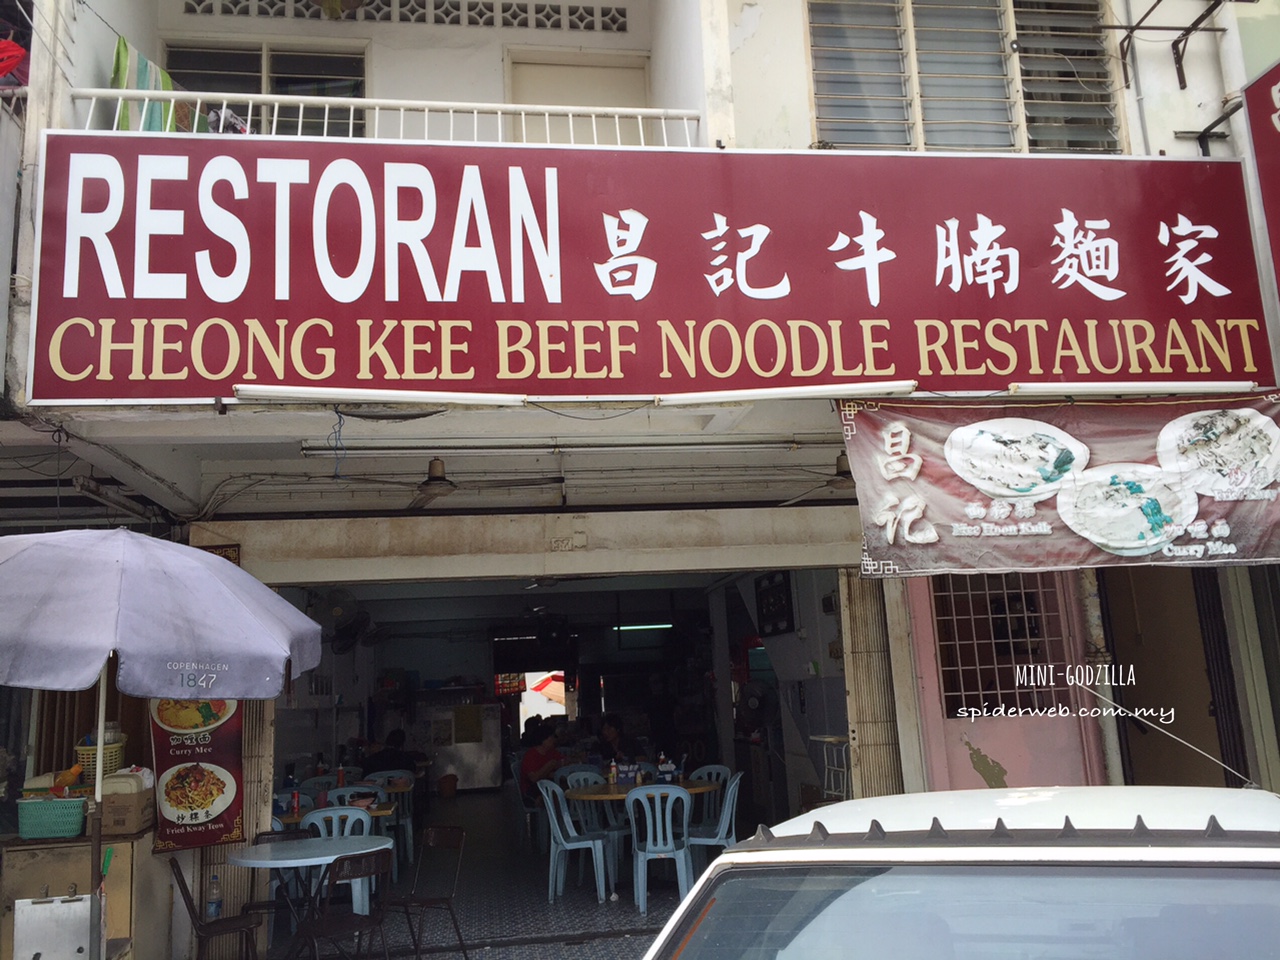 RESTORAN 昌記牛腩麵家
CHEONG KEE BEEF NOODLE RESTAURANT
昌记
Curry Mee
COPENHAGEN
1847
咖喱面
Curry Mee
炒粿条
Fried Kway Teow
MINI-GODZILLA
spiderweb.com.my